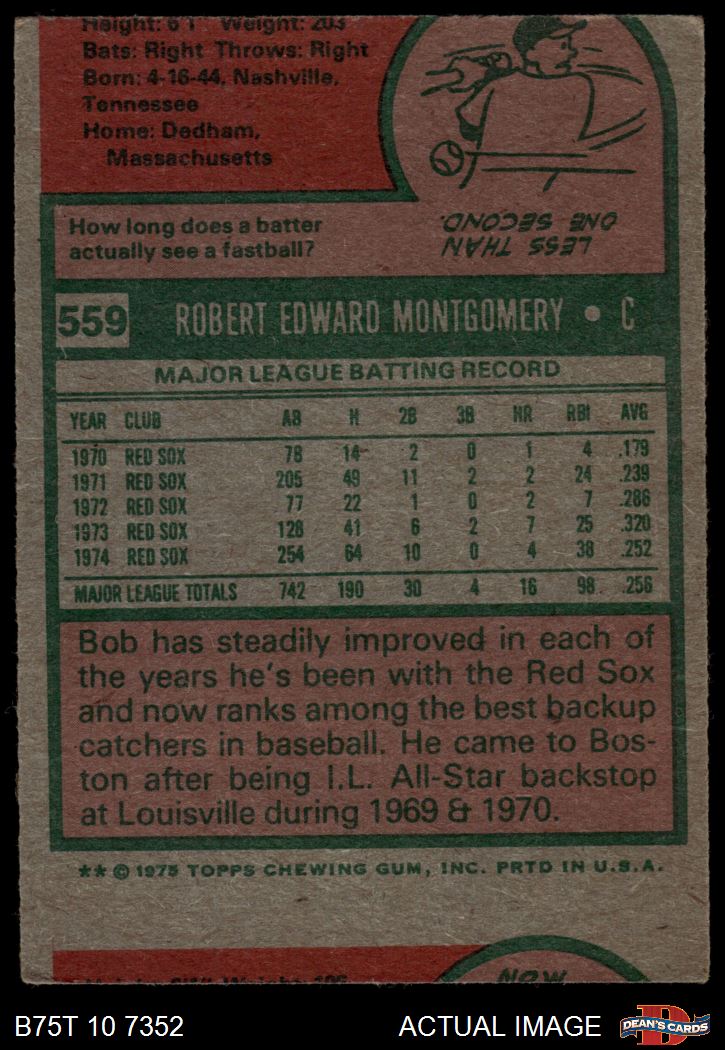 Height: 6'1 Weight: 203
Bats: Right Throws: Right
Born: 4-16-44, Nashville,
Tennessee
Home: Dedham,
Massachusetts
How long does a batter
actually see a fastball?
LESS THAN
ONE SECOND.
559 ROBERT EDWARD MONTGOMERY • C
MAJOR LEAGUE BATTING RECORD
YEAR CLUB AB H 2B 3B HR RBI AVG
1970 RED SOX 78 14 2 0 1 4 .179
1971 RED SOX 205 49 11 2 2 24 .239
1972 RED SOX 77 22 1 0 2 7 .286
1973 RED SOX 128 41 6 2 7 25 .320
1974 RED SOX 254 64 10 0 4 38 .252
MAJOR LEAGUE TOTALS 742 190 30 4 16 98 .256
Bob has steadily improved in each of
the years he's been with the Red Sox
and now ranks among the best backup
catchers in baseball. He came to Bos-
ton after being I.L. All-Star backstop
at Louisville during 1969 & 1970.
** © 1975 TOPPS CHEWING GUM, INC. PRTD IN U.S.A.
NOW
B75T 10 7352 ACTUAL IMAGE DEAN'S CARDS